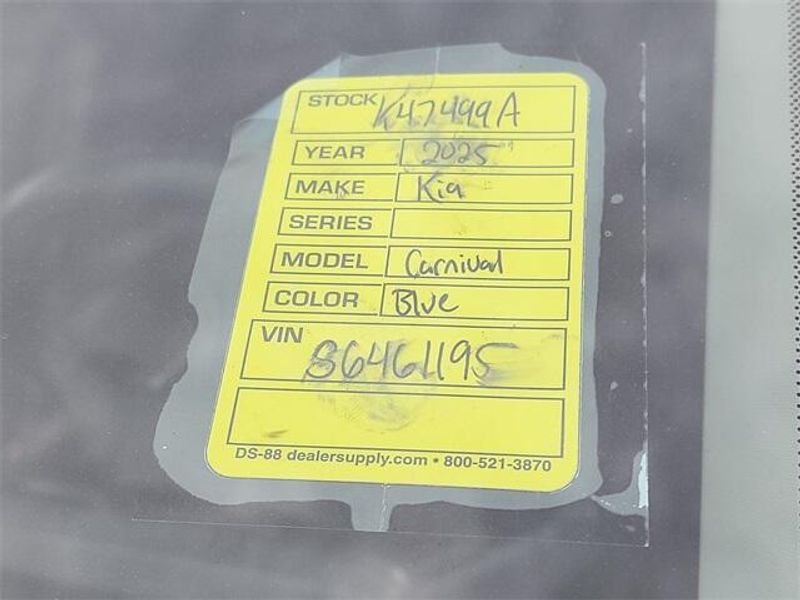 STOCK K47499A
YEAR 2025
MAKE Kia
SERIES
MODEL Carnival
COLOR Blue
VIN
DS-88 dealersupply.com • 800-521-3870